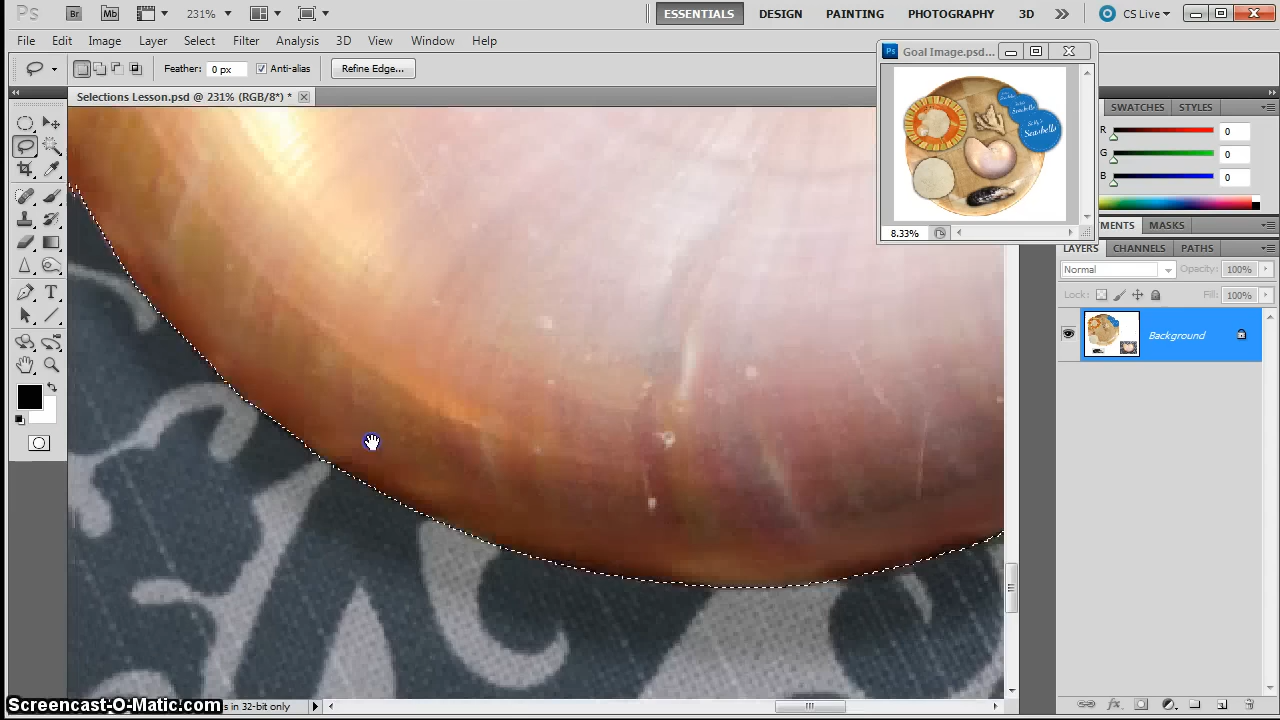 Ps Br Mb 231% ESSENTIALS DESIGN PAINTING PHOTOGRAPHY 3D CS Live
File Edit Image Layer Select Filter Analysis 3D View Window Help
Feather: 0 px Anti-alias Refine Edge...
Ps Goal Image.psd...
8.33%
Selections Lesson.psd @ 231% (RGB/8*) *
SWATCHES STYLES
R 0
G 0
B 0
MENTS MASKS
LAYERS CHANNELS PATHS
Normal Opacity: 100%
Lock: Fill: 100%
Background
T
Screencast-O-Matic.com s in 32-bit only